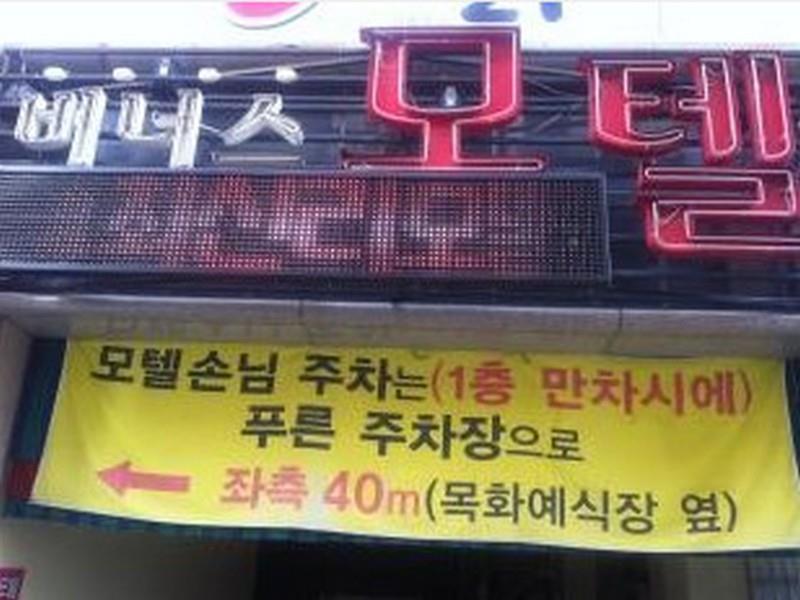 베너스 모텔
모텔손님 주차는(1층 만차시에)
푸른 주차장으로
좌측 40m(목화예식장 옆)